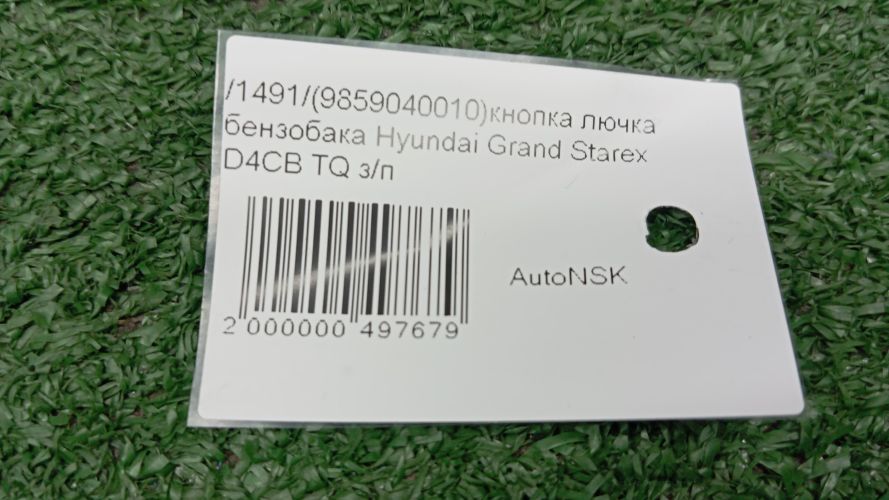 /1491/(9859040010)кнопка лючка
бензобака Hyundai Grand Starex
D4CB TQ з/п
AutoNSK
2 000000 497679